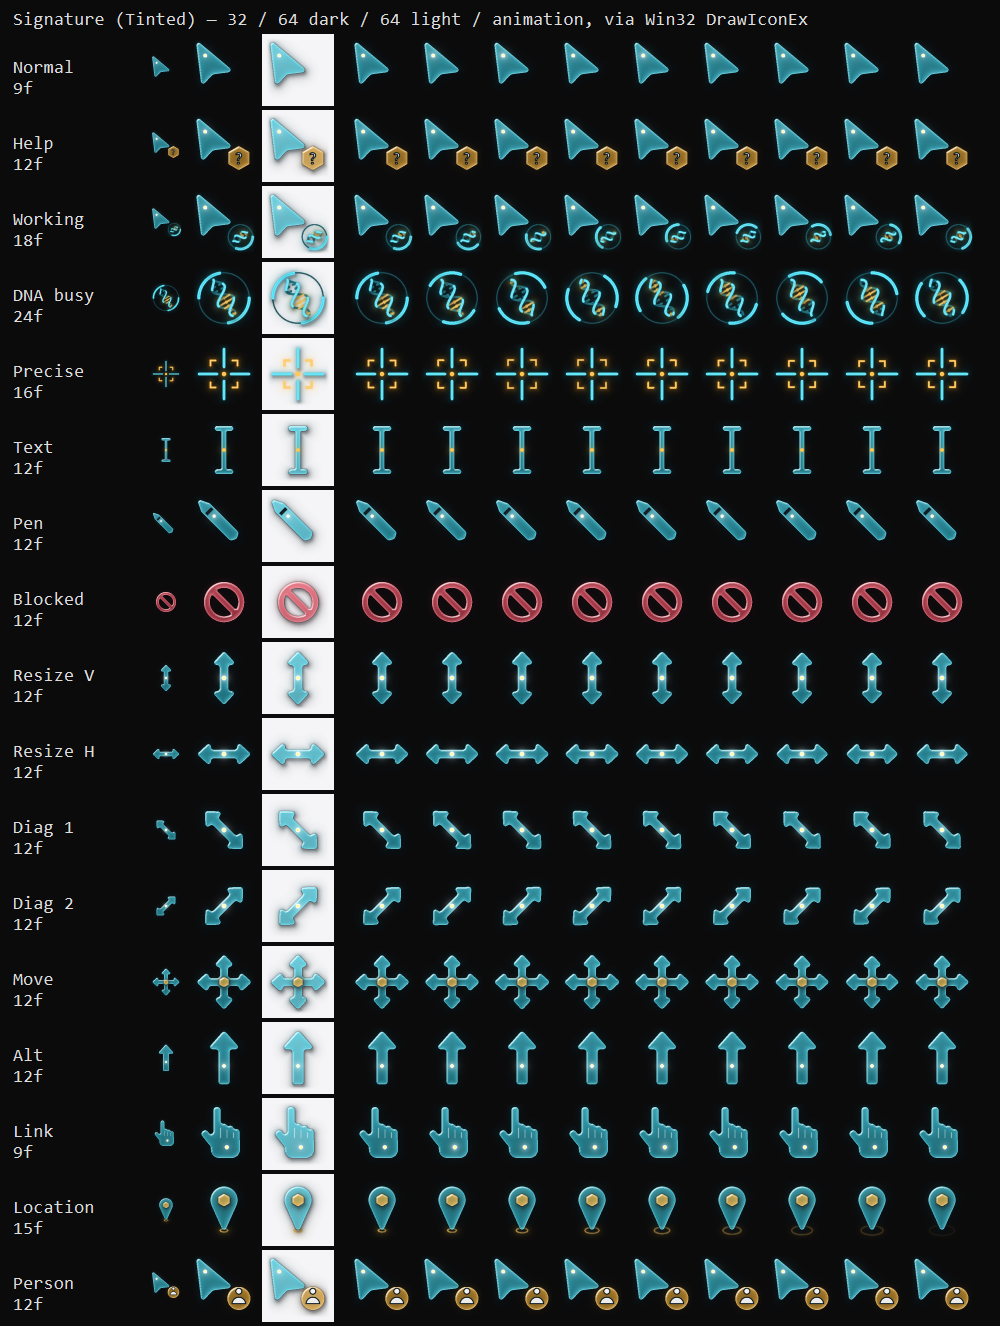 Signature (Tinted) — 32 / 64 dark / 64 light / animation, via Win32 DrawIconEx
Normal
9f
Help
12f
?
?
?
?
?
?
?
?
?
?
?
Working
18f
DNA busy
24f
Precise
16f
Text
12f
Pen
12f
Blocked
12f
Resize V
12f
Resize H
12f
Diag 1
12f
Diag 2
12f
Move
12f
Alt
12f
Link
9f
Location
15f
Person
12f